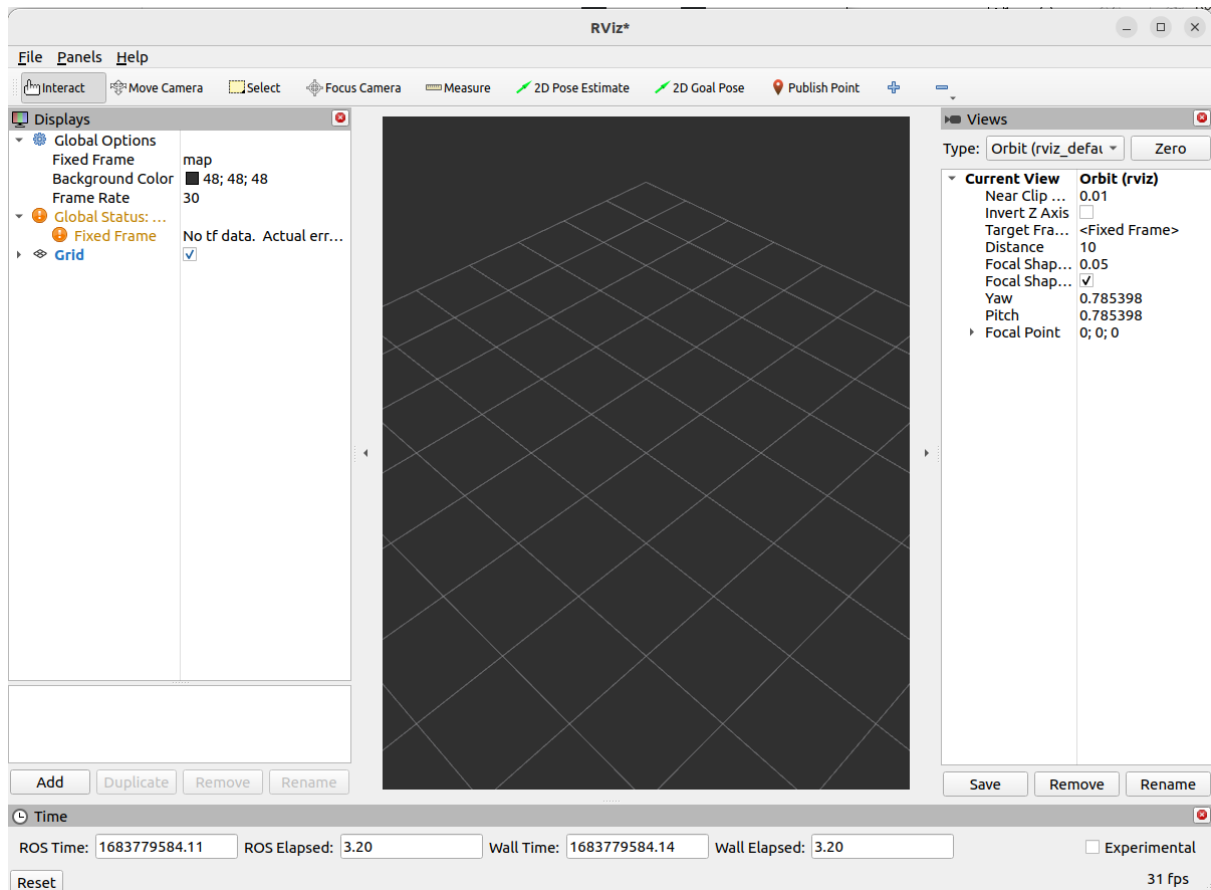 RViz*
File Panels Help
Interact Move Camera Select Focus Camera Measure 2D Pose Estimate 2D Goal Pose Publish Point
Displays
Global Options
Fixed Frame map
Background Color 48; 48; 48
Frame Rate 30
Global Status: ...
Fixed Frame No tf data. Actual err...
Grid
Add Duplicate Remove Rename
Views
Type: Orbit (rviz_defau Zero
Current View Orbit (rviz)
Near Clip ... 0.01
Invert Z Axis
Target Fra... <Fixed Frame>
Distance 10
Focal Shap... 0.05
Focal Shap...
Yaw 0.785398
Pitch 0.785398
Focal Point 0; 0; 0
Save Remove Rename
Time
ROS Time: 1683779584.11 ROS Elapsed: 3.20 Wall Time: 1683779584.14 Wall Elapsed: 3.20 Experimental
Reset 31 fps